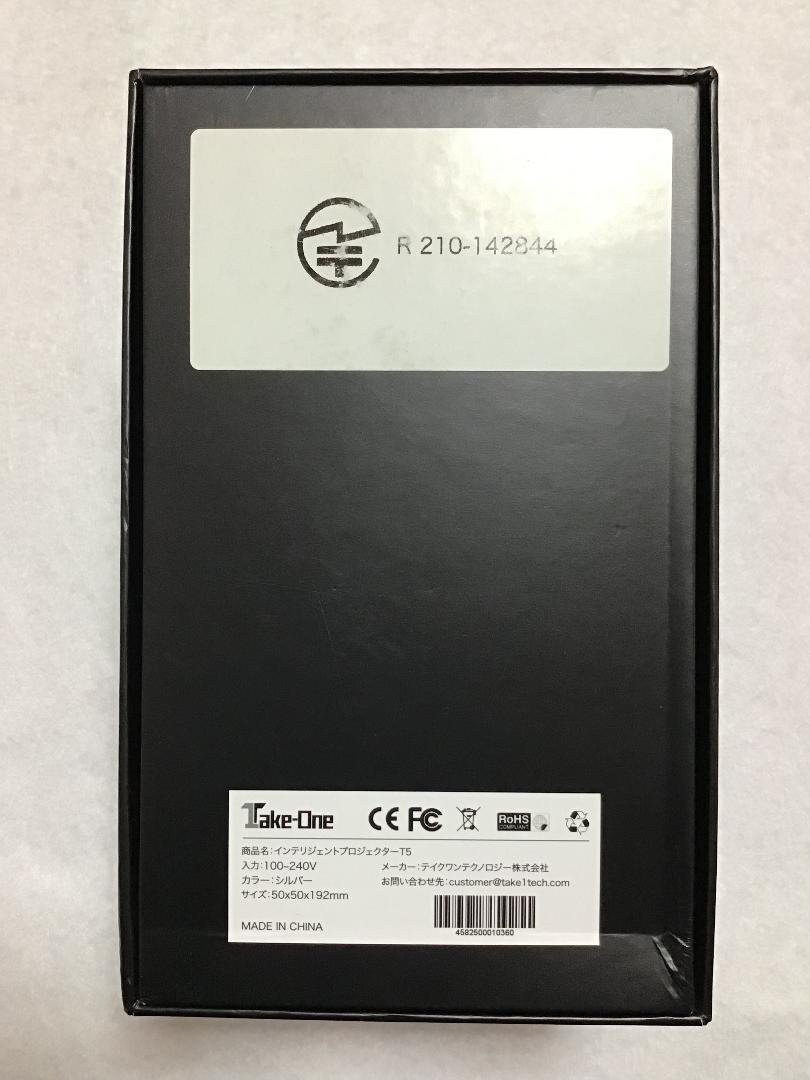 R 210-142844
Take-One CE FC RoHS
COMPLIANT
商品名:インテリジェントプロジェクターT5
入力:100~240V メーカー:テイクワンテクノロジー株式会社
カラー:シルバー お問い合わせ先:customer@take1tech.com
サイズ:50x50x192mm
MADE IN CHINA
4582500010360